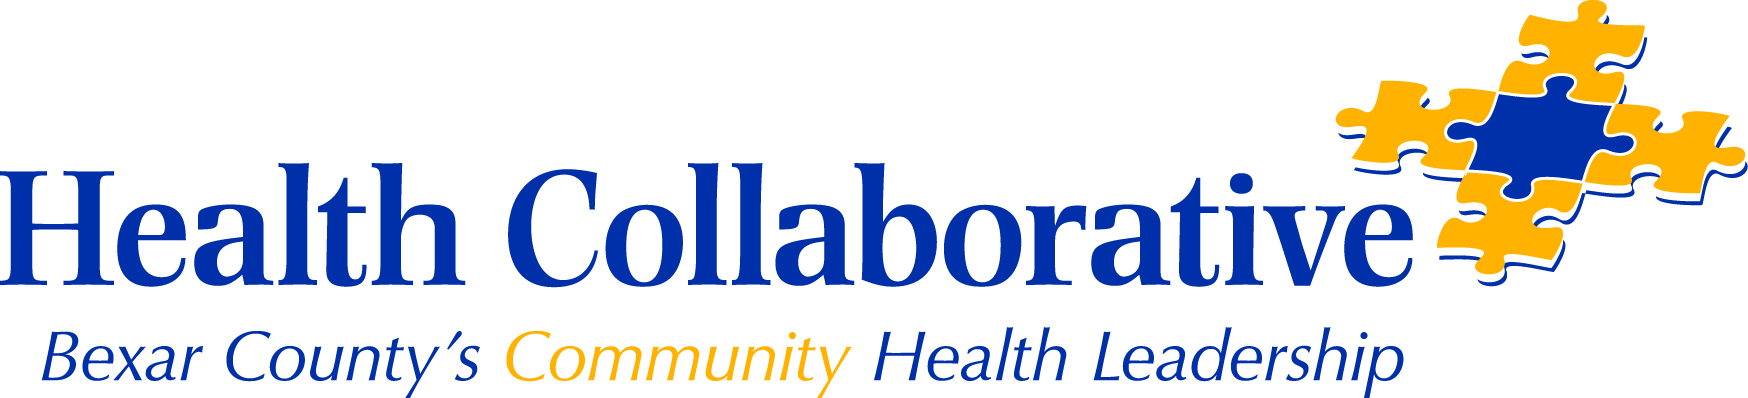 Health Collaborative
Bexar County’s Community Health Leadership